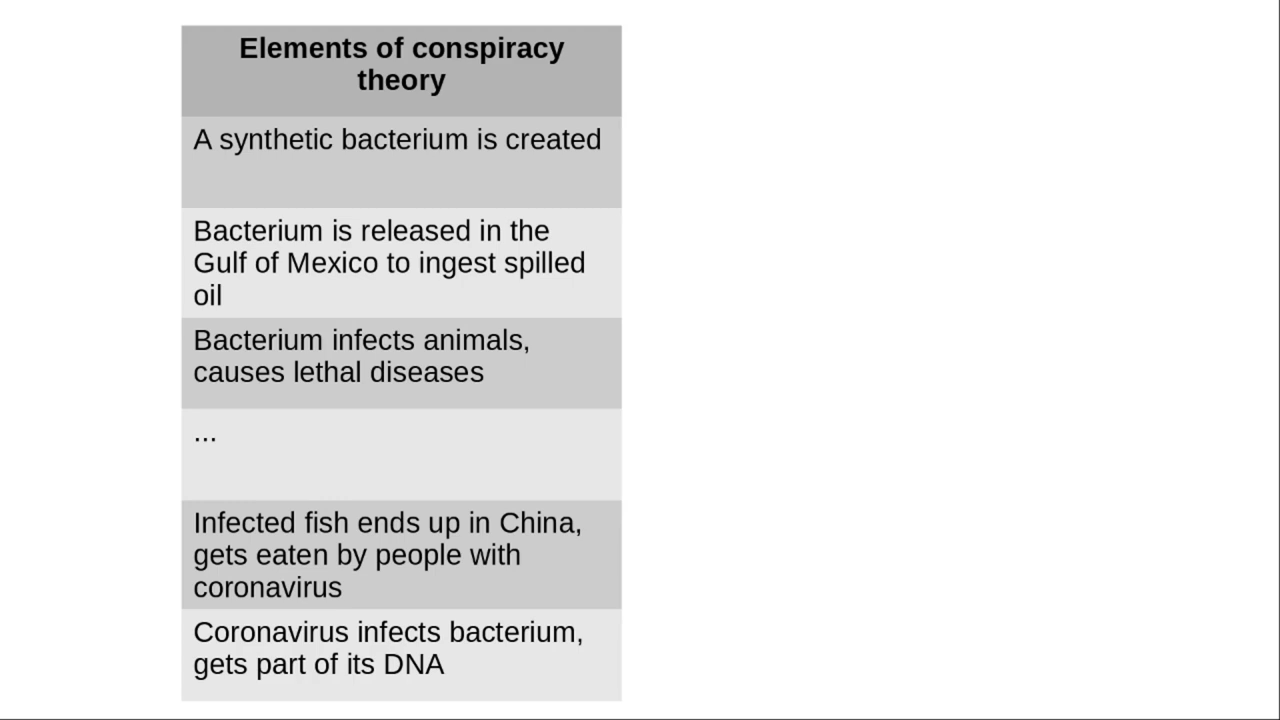 Elements of conspiracy
theory
A synthetic bacterium is created
Bacterium is released in the
Gulf of Mexico to ingest spilled
oil
Bacterium infects animals,
causes lethal diseases
...
Infected fish ends up in China,
gets eaten by people with
coronavirus
Coronavirus infects bacterium,
gets part of its DNA